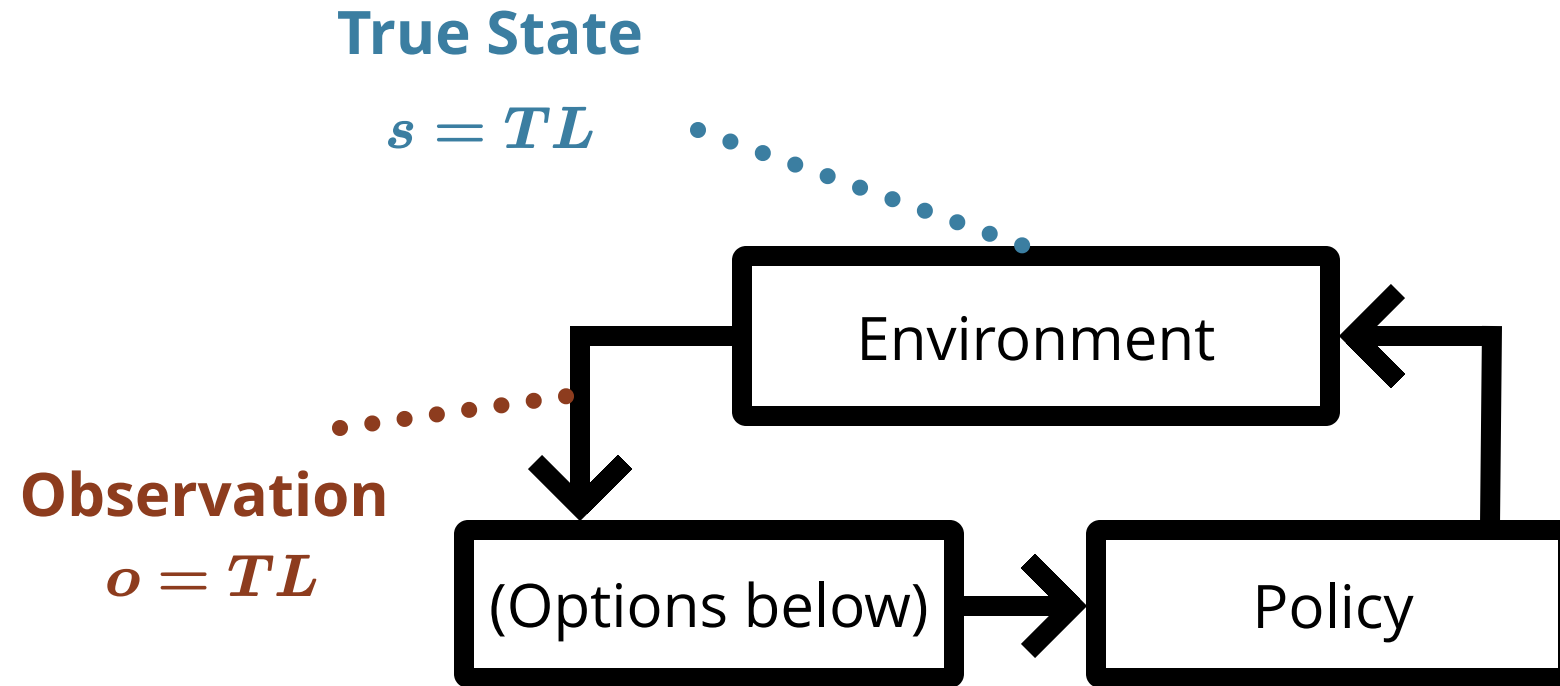 True State
s = TL
Environment
Observation
o = TL
(Options below)
Policy